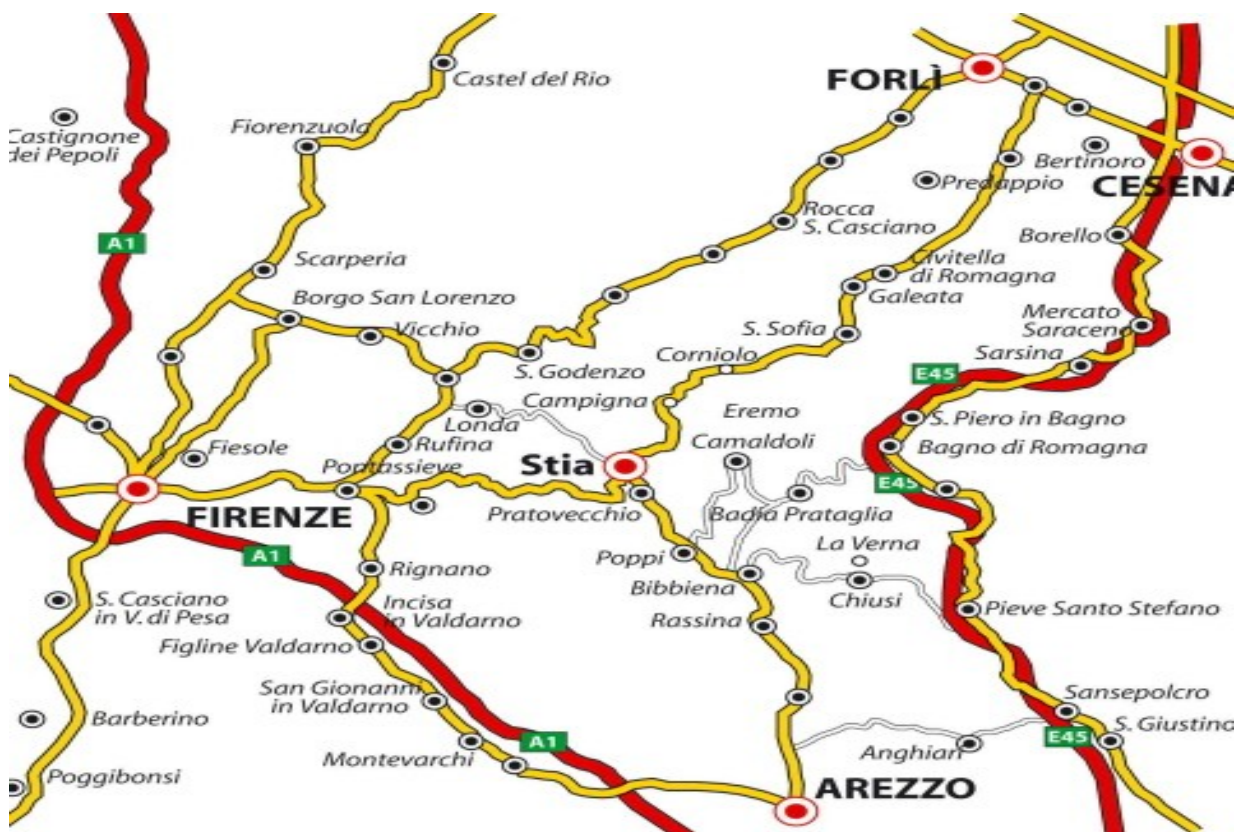 Castel del Rio
FORLÌ
Castignone
dei Pepoli
Fiorenzuola
Bertinoro
Predappio
CESENA
Rocca
S. Casciano
A1
Borello
Scarperia
Civitella
di Romagna
Galeata
Borgo San Lorenzo
Vicchio
Mercato
Saraceno
S. Sofia
Corniolo
Sarsina
S. Godenzo
E45
Campigna
Eremo
Camaldoli
S. Piero in Bagno
Londa
Rufina
Bagno di Romagna
Fiesole
Stia
Pontassieve
E45
FIRENZE
Pratovecchio
Badia Prataglia
La Verna
A1
Poppi
Rignano
Bibbiena
Chiusi
S. Casciano
in V. di Pesa
Incisa
in Valdarno
Pieve Santo Stefano
Rassina
Figline Valdarno
San Gionanni
in Valdarno
Sansepolcro
Barberino
S. Giustino
A1
E45
Montevarchi
Anghiari
Poggibonsi
AREZZO